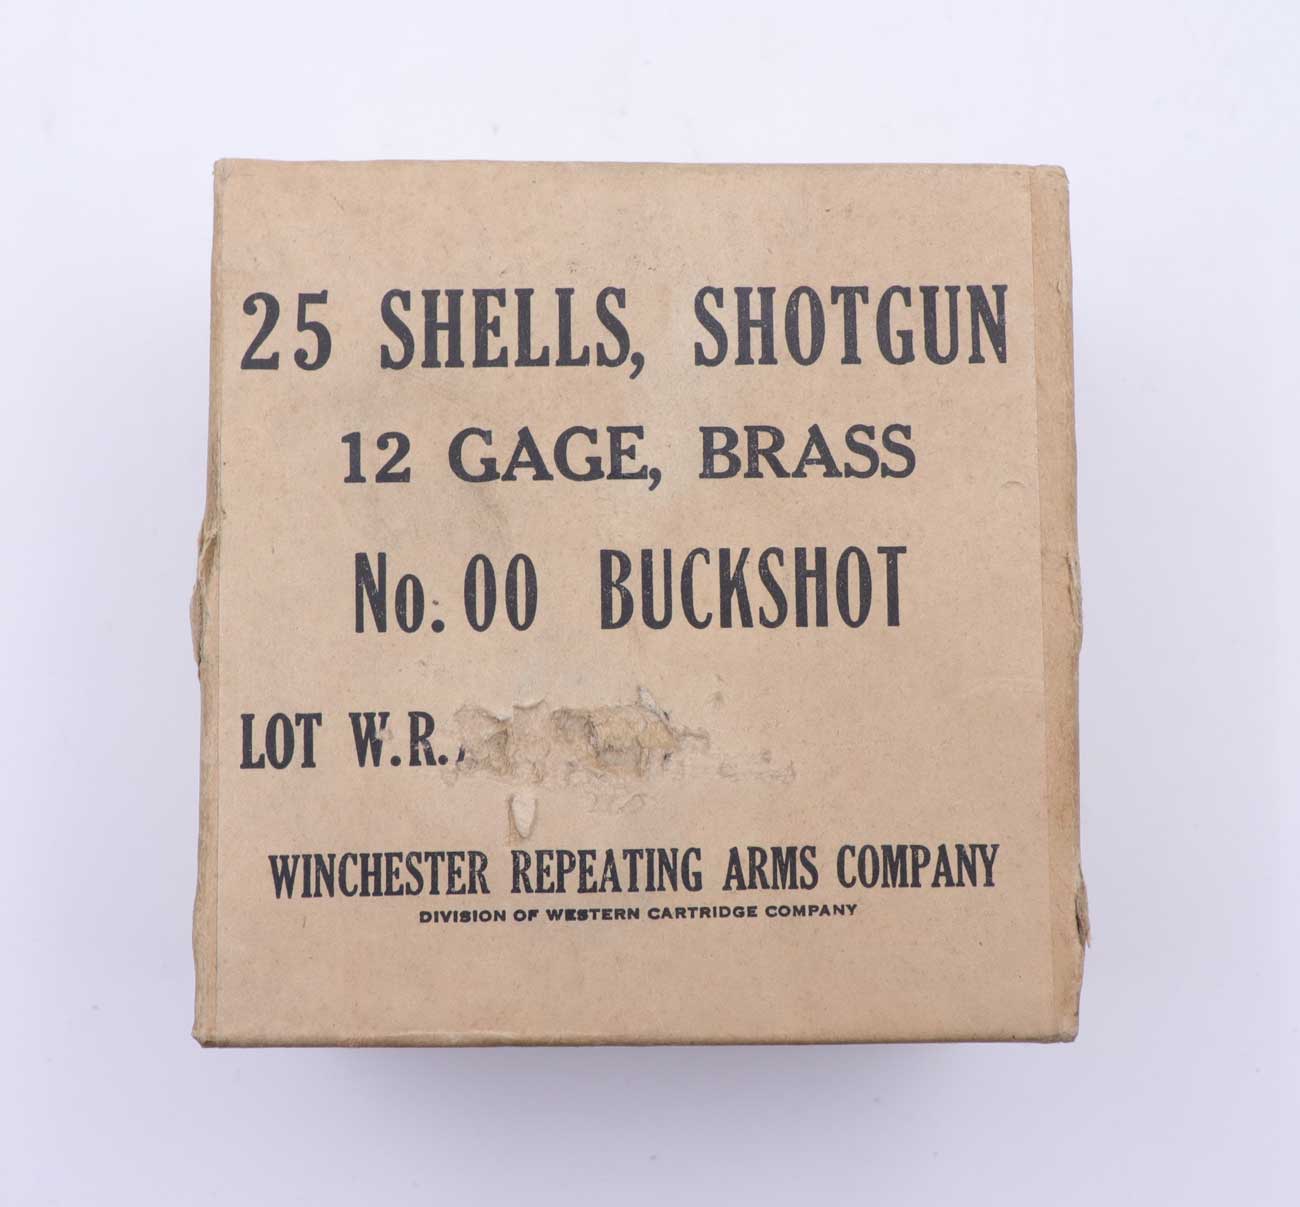 25 SHELLS, SHOTGUN
12 GAGE, BRASS
No. 00 BUCKSHOT
LOT W.R.
WINCHESTER REPEATING ARMS COMPANY
DIVISION OF WESTERN CARTRIDGE COMPANY